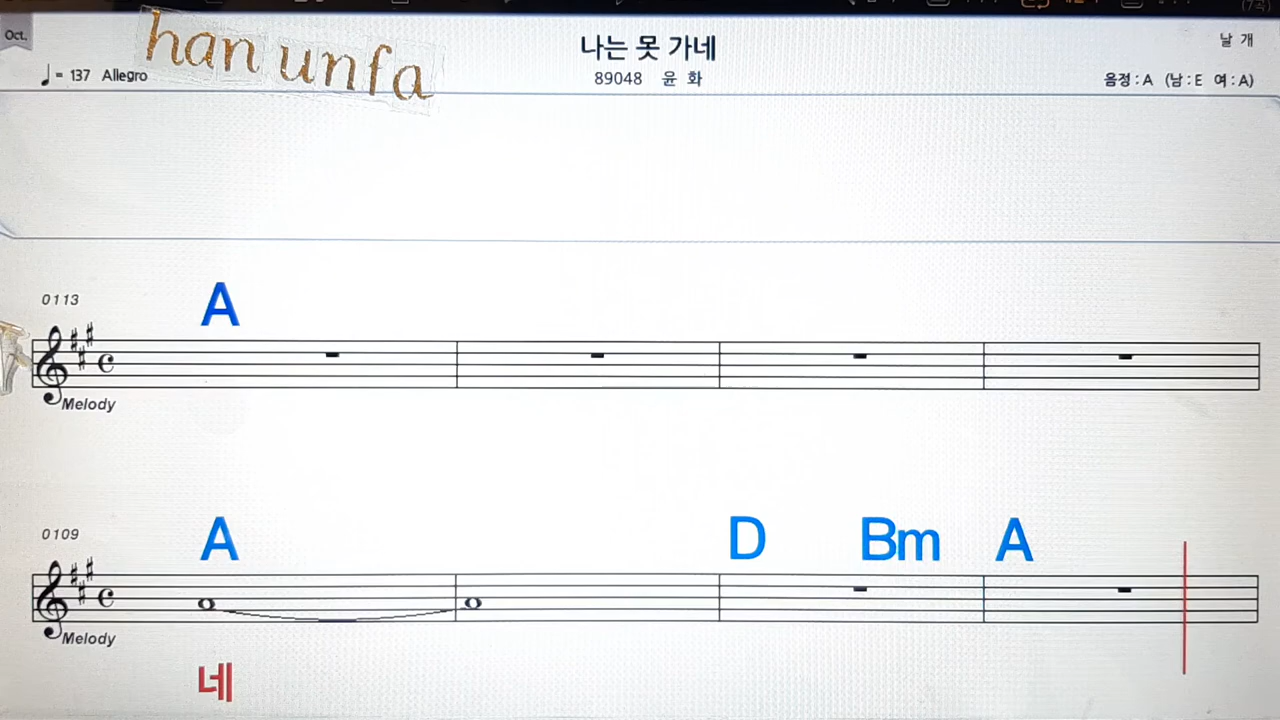 Oct.
han unfa
나는 못 가네
날 개
♩= 137 Allegro
89048 윤 화
음정 : A (남 : E 여 : A)
0113
A
Melody
0109
A D Bm A
Melody
네